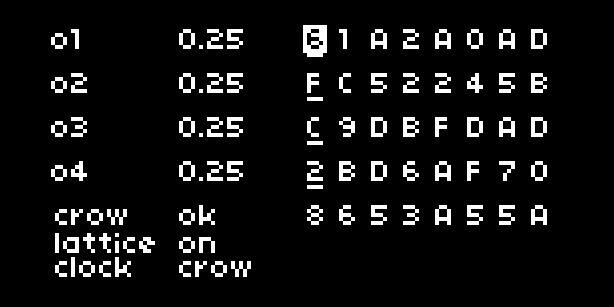 o1 0.25 6 1 A 2 A 0 A D
o2 0.25 F C 5 2 2 4 5 B
o3 0.25 C 9 D B F D A D
o4 0.25 2 B D 6 A F 7 0
crow ok 8 6 5 3 A 5 5 A
lattice on
clock crow